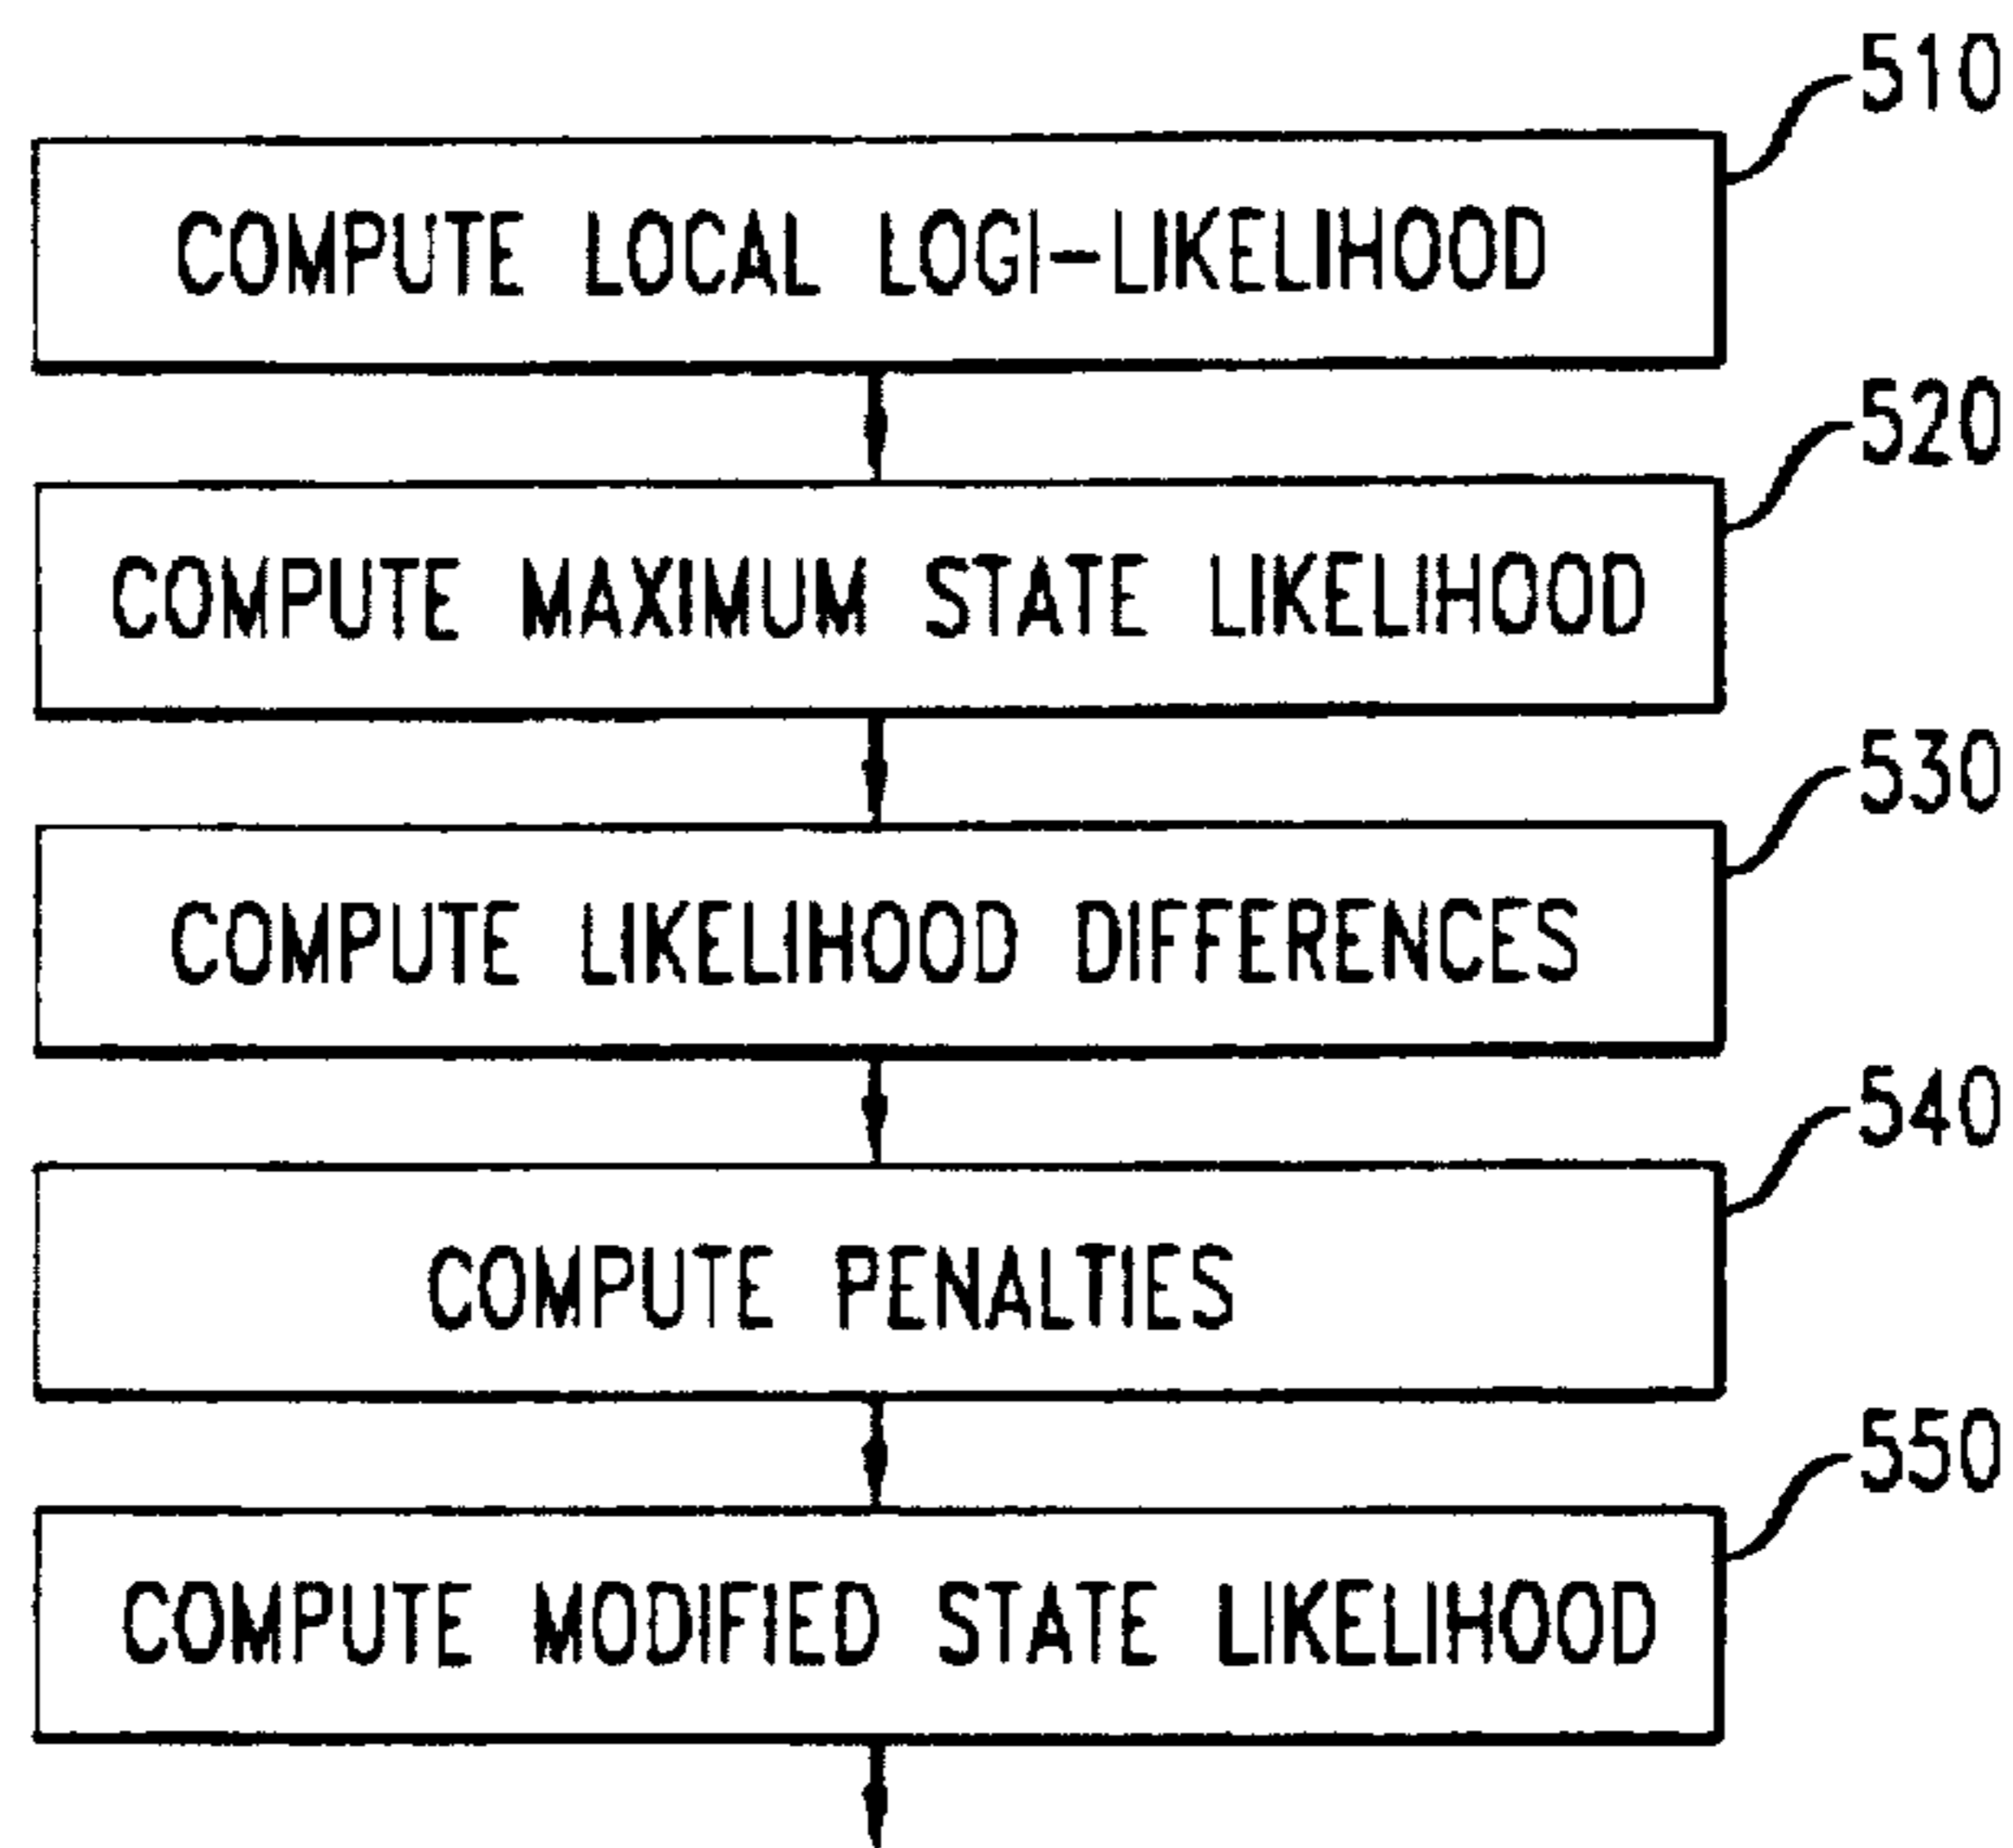 510
COMPUTE LOCAL LOGI-LIKELIHOOD
520
COMPUTE MAXIMUM STATE LIKELIHOOD
530
COMPUTE LIKELIHOOD DIFFERENCES
540
COMPUTE PENALTIES
550
COMPUTE MODIFIED STATE LIKELIHOOD